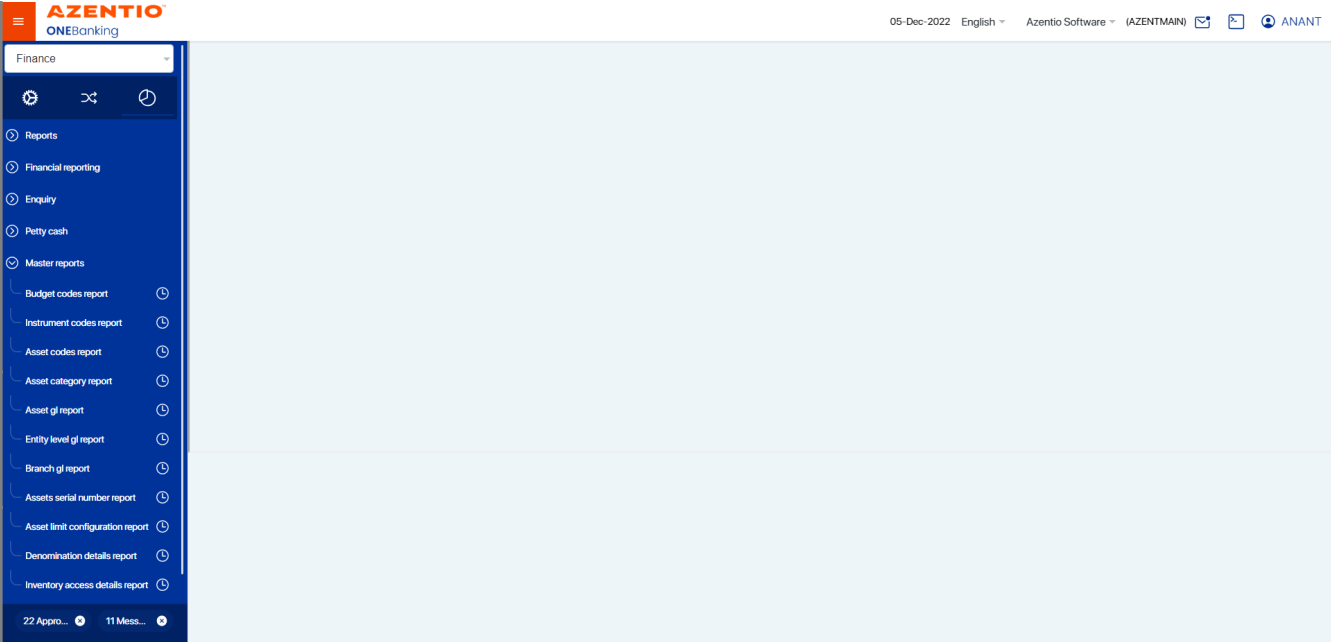 AZENTIO
ONEBanking
05-Dec-2022 English Azentio Software (AZENTMAIN) ANANT
Finance
Reports
Financial reporting
Enquiry
Petty cash
Master reports
Budget codes report
Instrument codes report
Asset codes report
Asset category report
Asset gl report
Entity level gl report
Branch gl report
Assets serial number report
Asset limit configuration report
Denomination details report
Inventory access details report
22 Appro... 11 Mess...